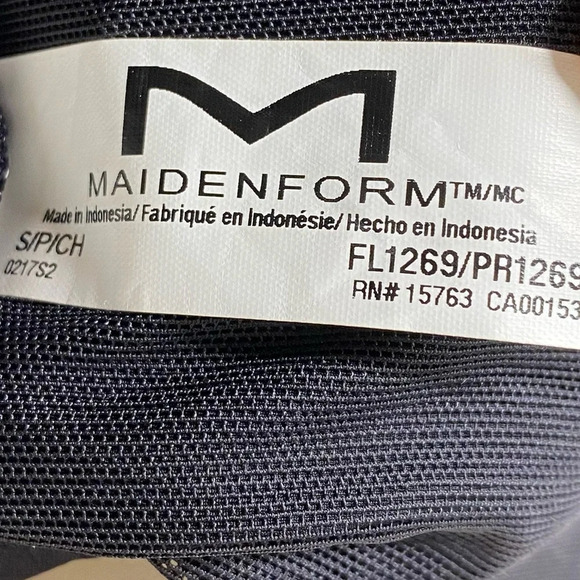 MAIDENFORM™/MC
Made in Indonesia/ Fabriqué en Indonésie/ Hecho en Indonesia
S/P/CH
0217S2
FL1269/PR1269
RN# 15763 CA00153